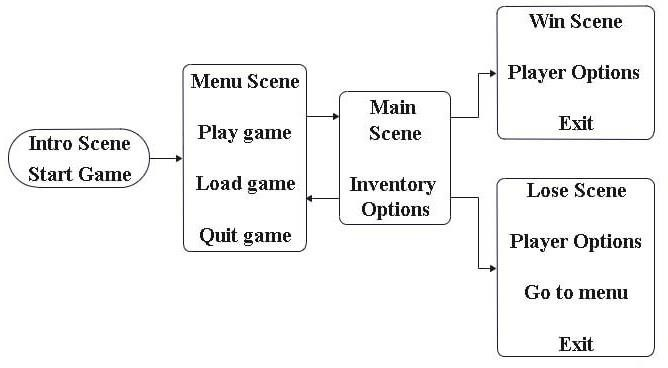 Intro Scene
Start Game
Menu Scene
Play game
Load game
Quit game
Main
Scene
Inventory
Options
Win Scene
Player Options
Exit
Lose Scene
Player Options
Go to menu
Exit